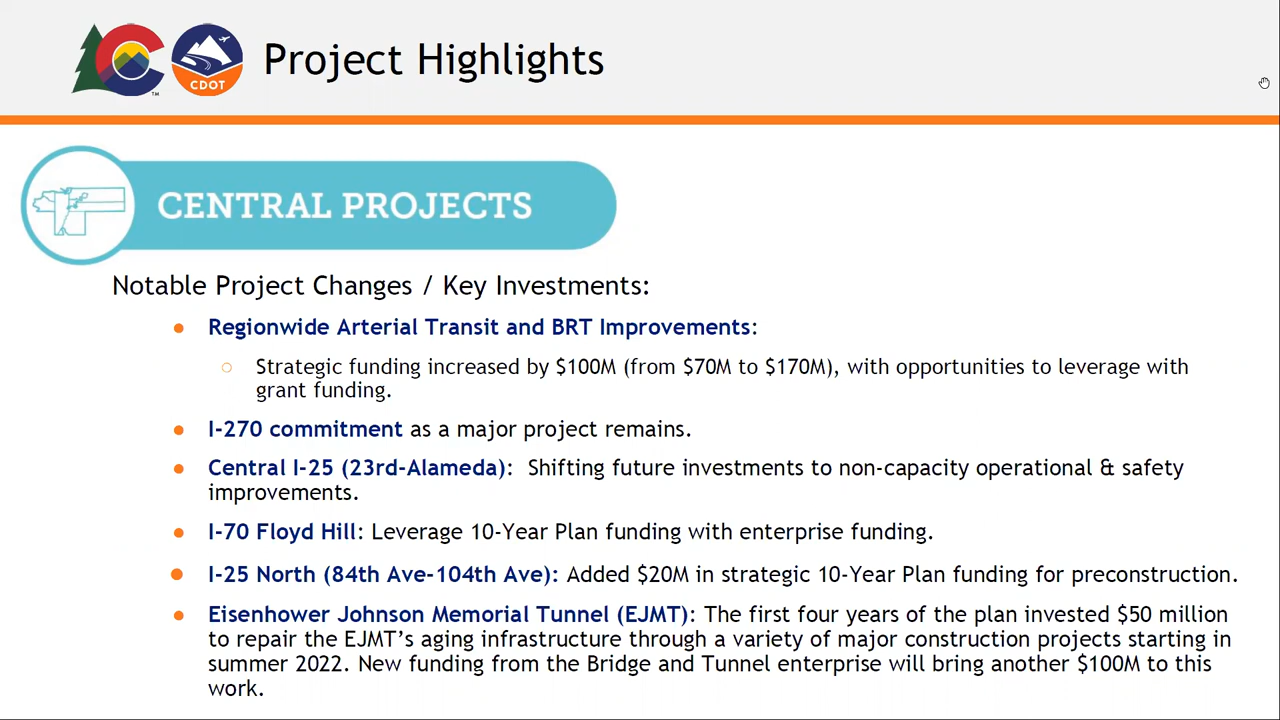 CDOT
TM
Project Highlights
CENTRAL PROJECTS
Notable Project Changes / Key Investments:
● Regionwide Arterial Transit and BRT Improvements:
○ Strategic funding increased by $100M (from $70M to $170M), with opportunities to leverage with
grant funding.
● I-270 commitment as a major project remains.
● Central I-25 (23rd-Alameda): Shifting future investments to non-capacity operational & safety
improvements.
● I-70 Floyd Hill: Leverage 10-Year Plan funding with enterprise funding.
● I-25 North (84th Ave-104th Ave): Added $20M in strategic 10-Year Plan funding for preconstruction.
● Eisenhower Johnson Memorial Tunnel (EJMT): The first four years of the plan invested $50 million
to repair the EJMT’s aging infrastructure through a variety of major construction projects starting in
summer 2022. New funding from the Bridge and Tunnel enterprise will bring another $100M to this
work.